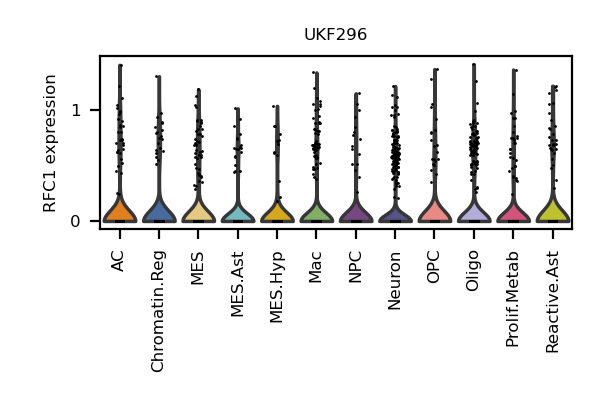 UKF296
RFC1 expression
1
0
AC
Chromatin.Reg
MES
MES.Ast
MES.Hyp
Mac
NPC
Neuron
OPC
Oligo
Prolif.Metab
Reactive.Ast